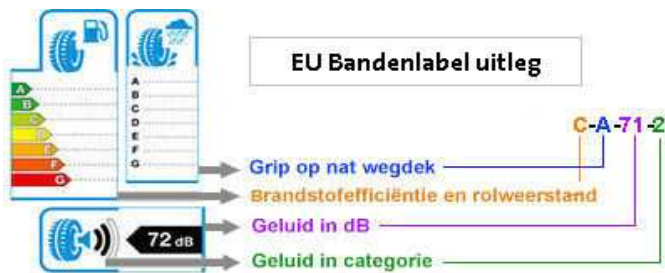 EU Bandenlabel uitleg
A
B
C
D
E
F
G
A
B
C
E
F
G
C-A-71-2
Grip op nat wegdek
Brandstofefficiëntie en rolweerstand
Geluid in dB
72 dB
Geluid in categorie